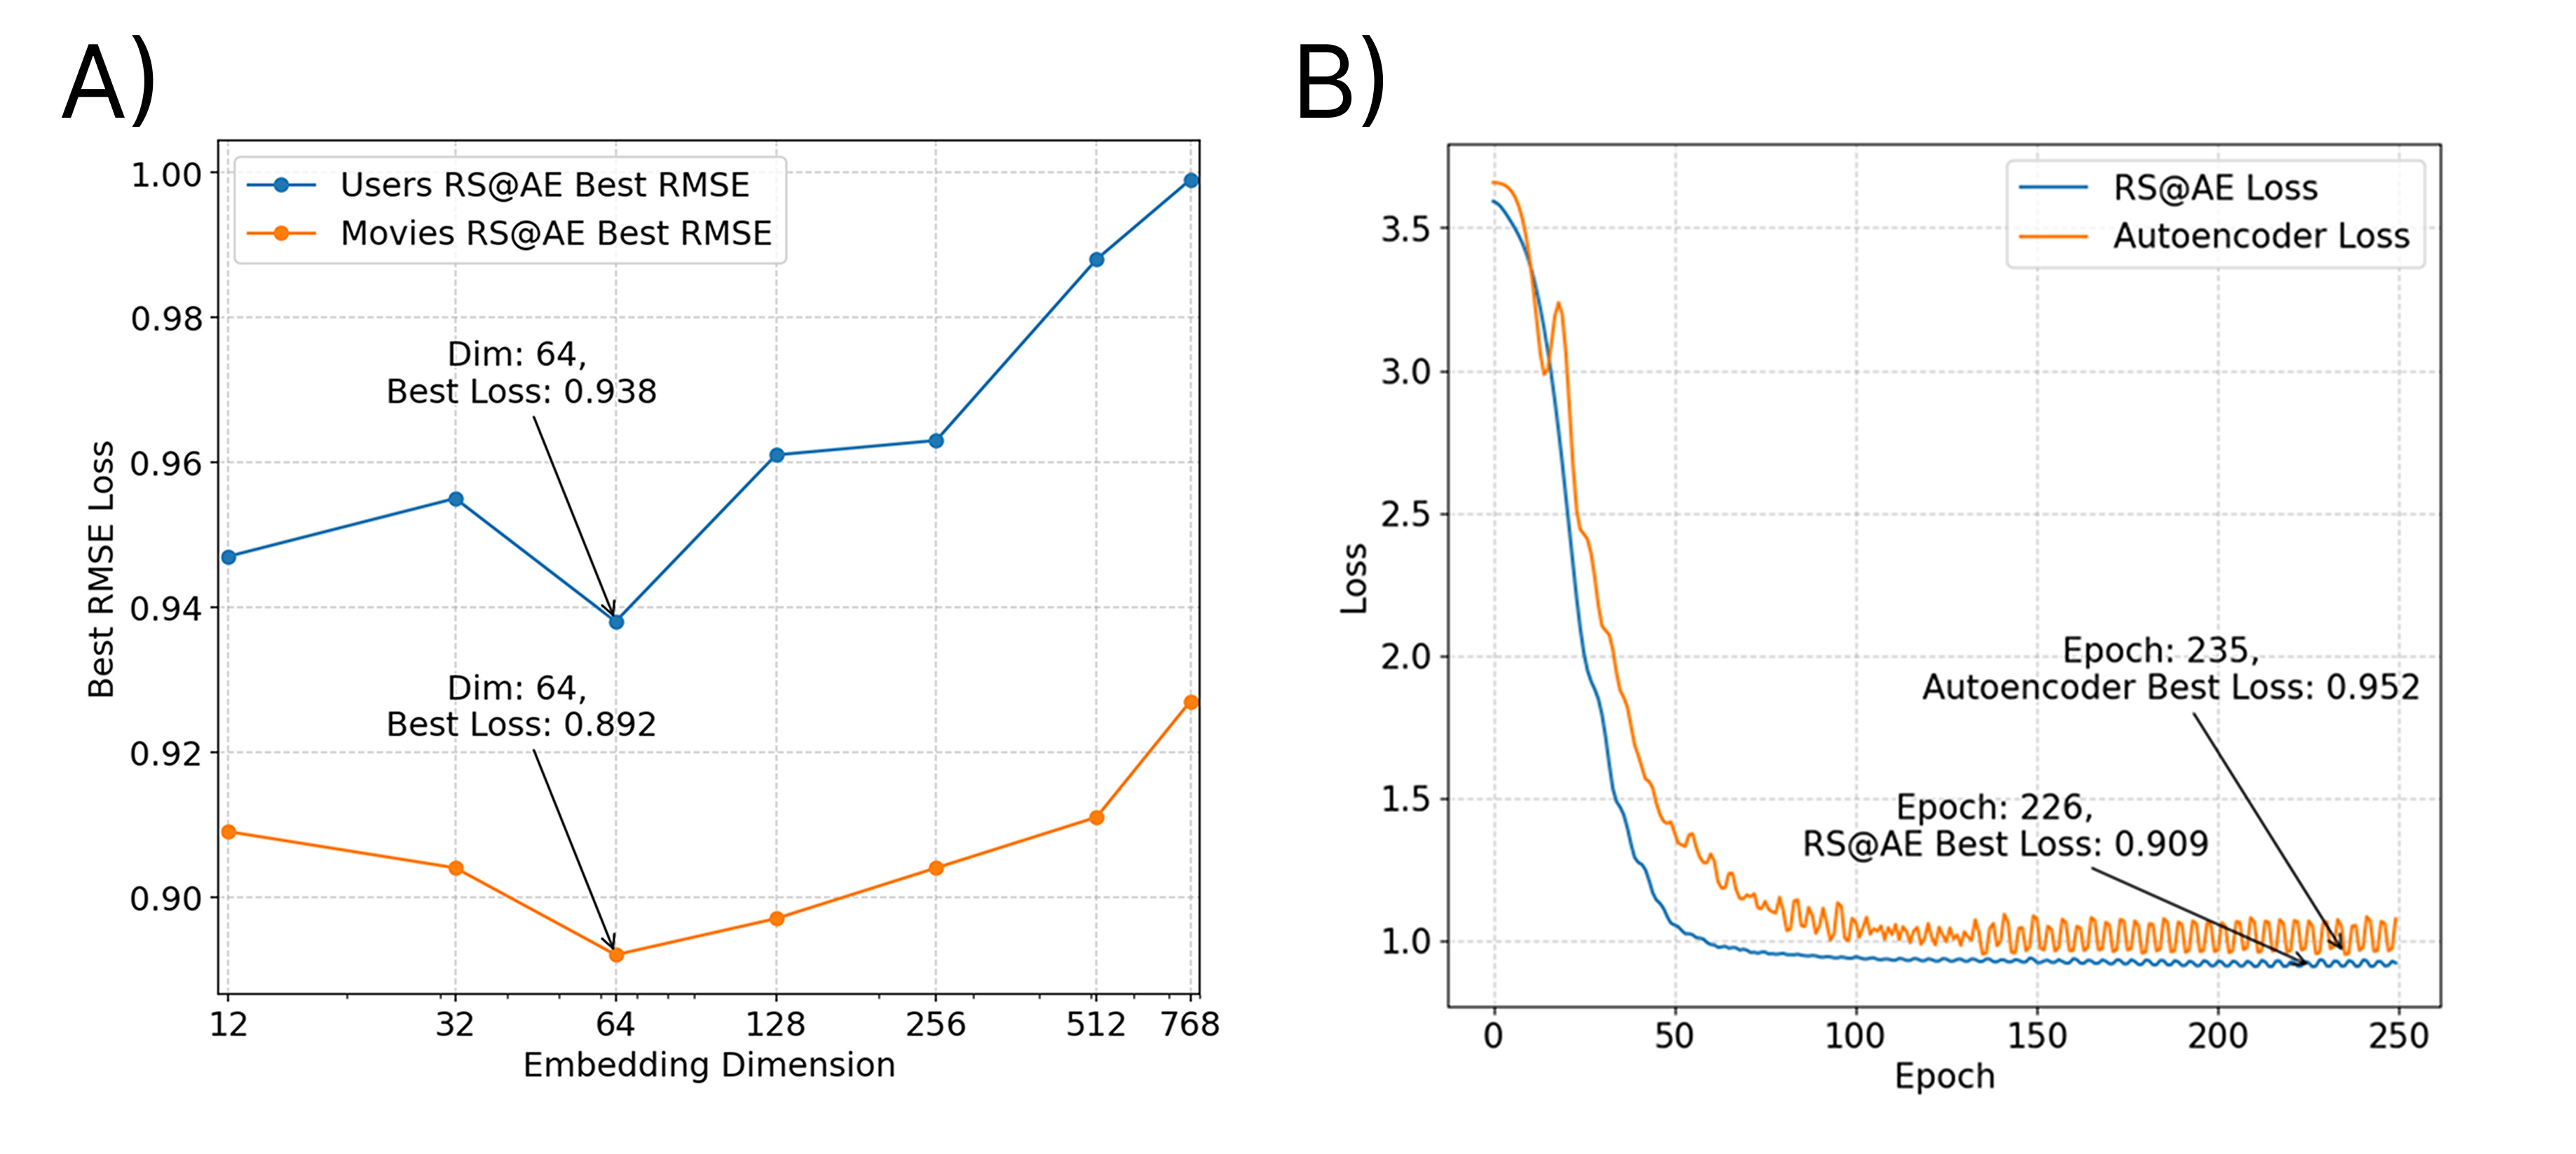 A)
1.00
0.98
0.96
0.94
0.92
0.90
Best RMSE Loss
Users RS@AE Best RMSE
Movies RS@AE Best RMSE
Dim: 64,
Best Loss: 0.938
Dim: 64,
Best Loss: 0.892
12 32 64 128 256 512 768
Embedding Dimension
B)
3.5
3.0
2.5
2.0
1.5
1.0
Loss
RS@AE Loss
Autoencoder Loss
Epoch: 235,
Autoencoder Best Loss: 0.952
Epoch: 226,
RS@AE Best Loss: 0.909
0 50 100 150 200 250
Epoch